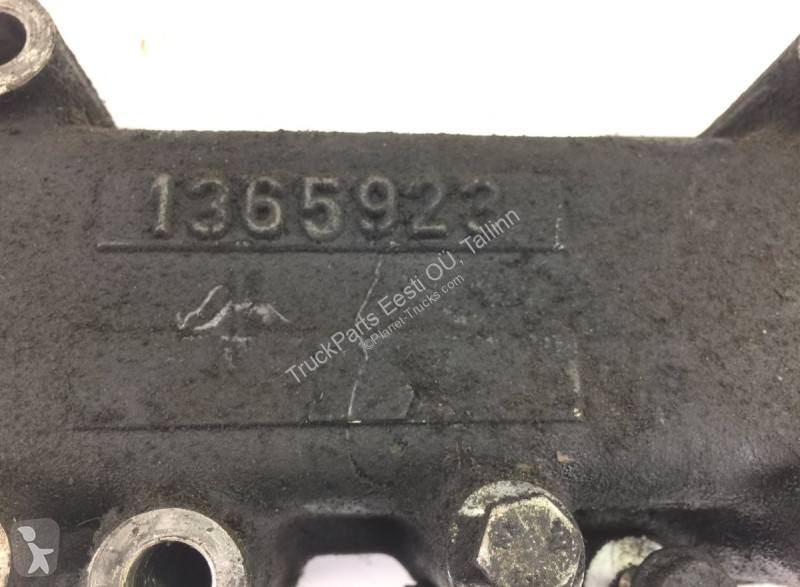 1365923
TruckParts Eesti OÜ, Tallinn
©Planet-Trucks.com